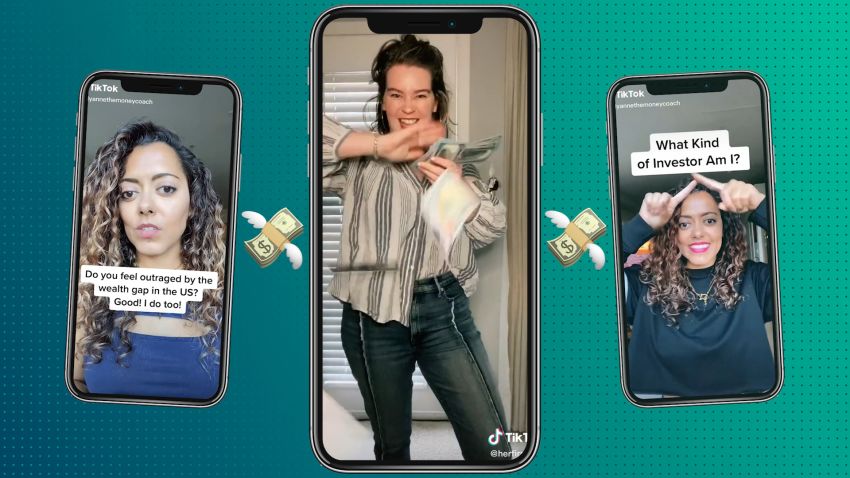 TikTok
yannethemoneycoach
Do you feel outraged by the
wealth gap in the US?
Good! I do too!
TikT
@herfir
TikTok
yannethemoneycoach
What Kind
of Investor Am I?